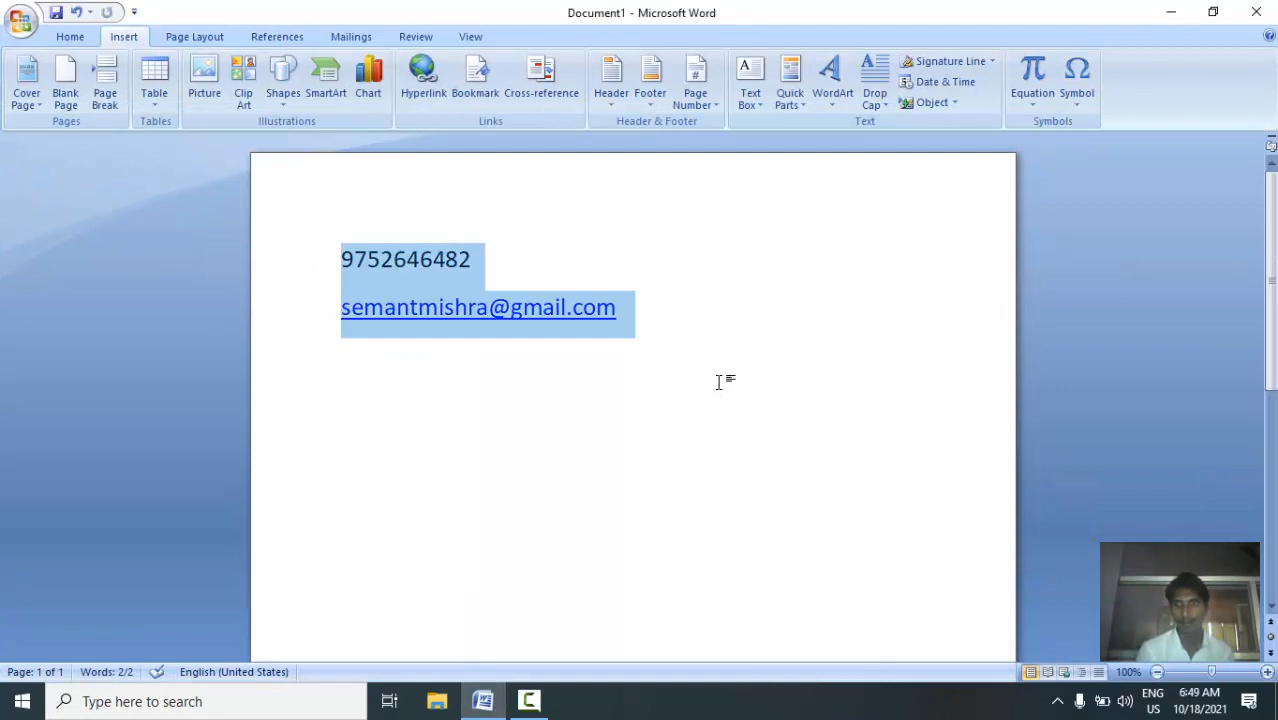 Document1 - Microsoft Word
Home Insert Page Layout References Mailings Review View
Cover Page Blank Page Page Break Table Picture Clip Art Shapes SmartArt Chart Hyperlink Bookmark Cross-reference Header Footer Page Number Text Box Quick Parts WordArt Drop Cap Signature Line Date & Time Object Equation Symbol
Pages Tables Illustrations Links Header & Footer Text Symbols
9752646482
semantmishra@gmail.com
Page: 1 of 1 Words: 2/2 English (United States) 100%
Type here to search
ENG US
6:49 AM
10/18/2021